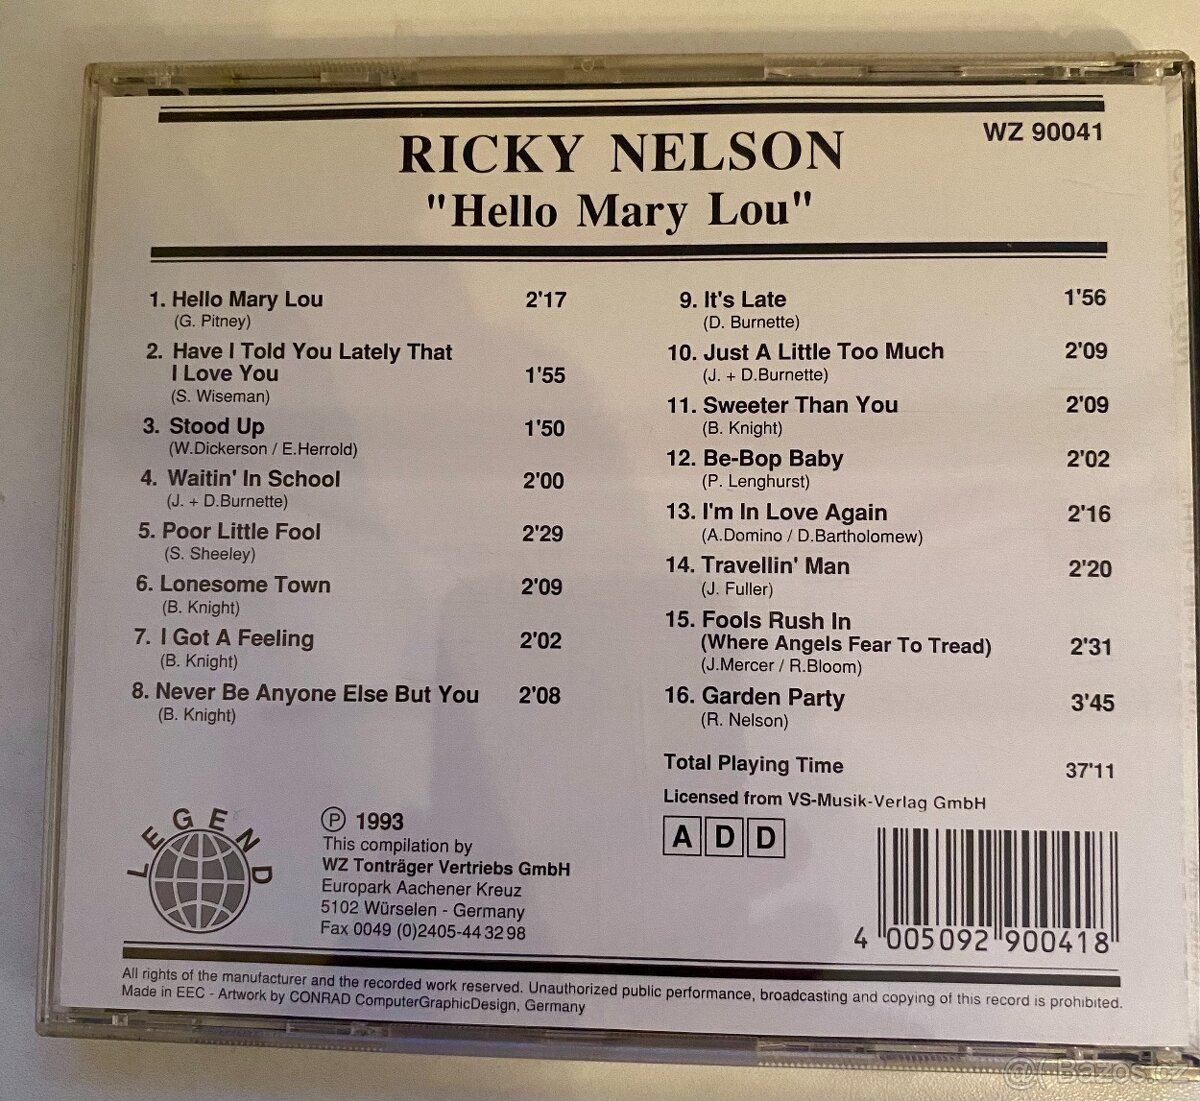 RICKY NELSON
WZ 90041
"Hello Mary Lou"
1. Hello Mary Lou 2'17
(G. Pitney)
2. Have I Told You Lately That
I Love You 1'55
(S. Wiseman)
3. Stood Up 1'50
(W.Dickerson / E.Herrold)
4. Waitin' In School 2'00
(J. + D.Burnette)
5. Poor Little Fool 2'29
(S. Sheeley)
6. Lonesome Town 2'09
(B. Knight)
7. I Got A Feeling 2'02
(B. Knight)
8. Never Be Anyone Else But You 2'08
(B. Knight)
9. It's Late 1'56
(D. Burnette)
10. Just A Little Too Much 2'09
(J. + D.Burnette)
11. Sweeter Than You 2'09
(B. Knight)
12. Be-Bop Baby 2'02
(P. Lenghurst)
13. I'm In Love Again 2'16
(A.Domino / D.Bartholomew)
14. Travellin' Man 2'20
(J. Fuller)
15. Fools Rush In
(Where Angels Fear To Tread) 2'31
(J.Mercer / R.Bloom)
16. Garden Party 3'45
(R. Nelson)
Total Playing Time 37'11
Licensed from VS-Musik-Verlag GmbH
A D D
LEGEND
Ⓟ 1993
This compilation by
WZ Tonträger Vertriebs GmbH
Europark Aachener Kreuz
5102 Würselen - Germany
Fax 0049 (0)2405-44 32 98
4 005092 900418
All rights of the manufacturer and the recorded work reserved. Unauthorized public performance, broadcasting and copying of this record is prohibited.
Made in EEC - Artwork by CONRAD ComputerGraphicDesign, Germany
Bazos.cz